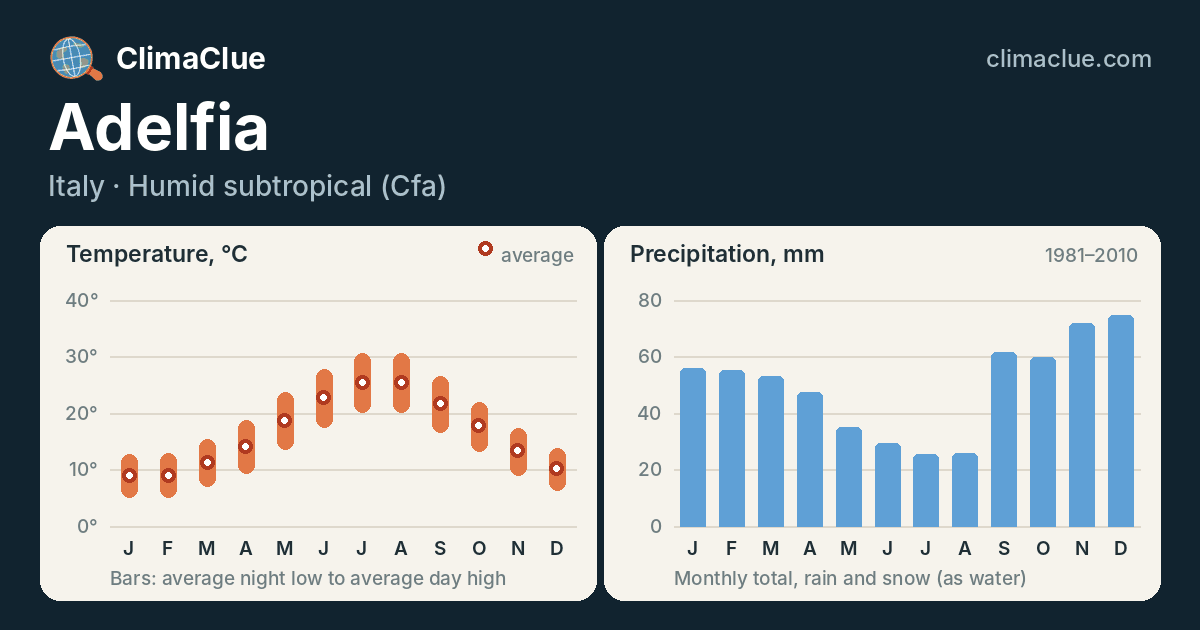 ClimaClue
climaclue.com
Adelfia
Italy · Humid subtropical (Cfa)
Temperature, °C
average
40°
30°
20°
10°
0°
J F M A M J J A S O N D
Bars: average night low to average day high
Precipitation, mm
1981–2010
80
60
40
20
0
J F M A M J J A S O N D
Monthly total, rain and snow (as water)